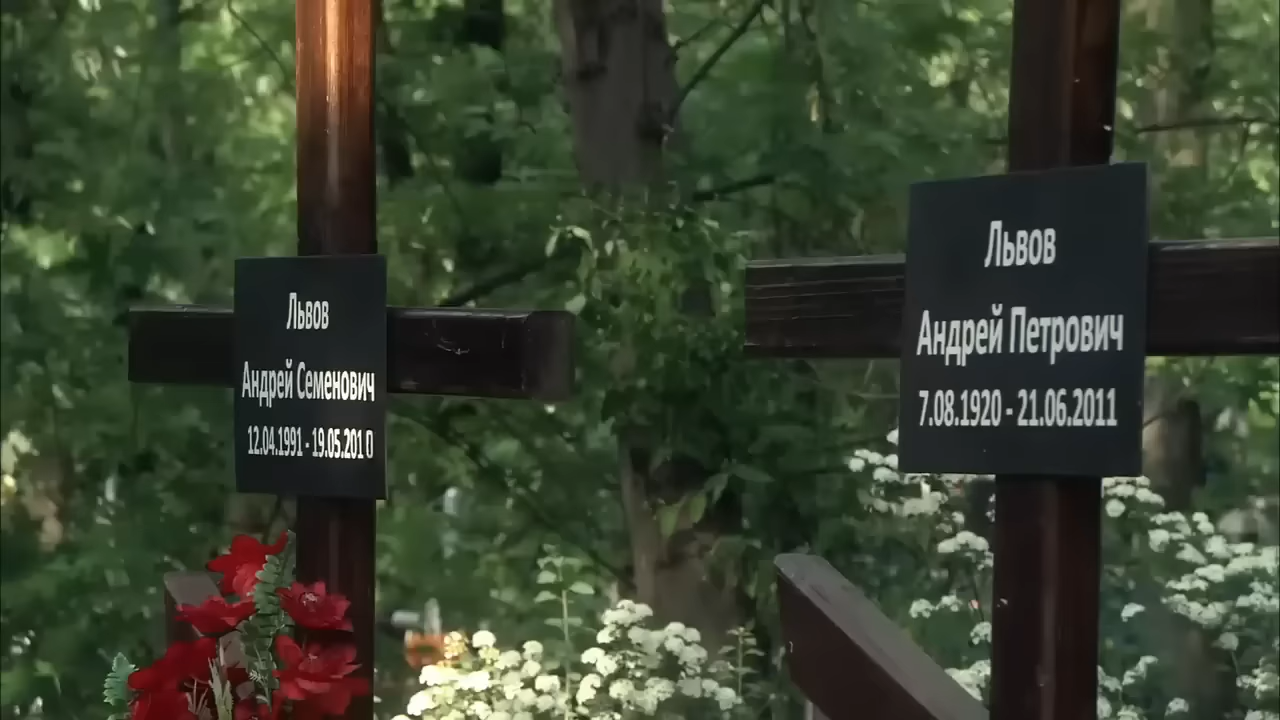 Львов
Андрей Семенович
12.04.1991 - 19.05.2010
Львов
Андрей Петрович
7.08.1920 - 21.06.2011